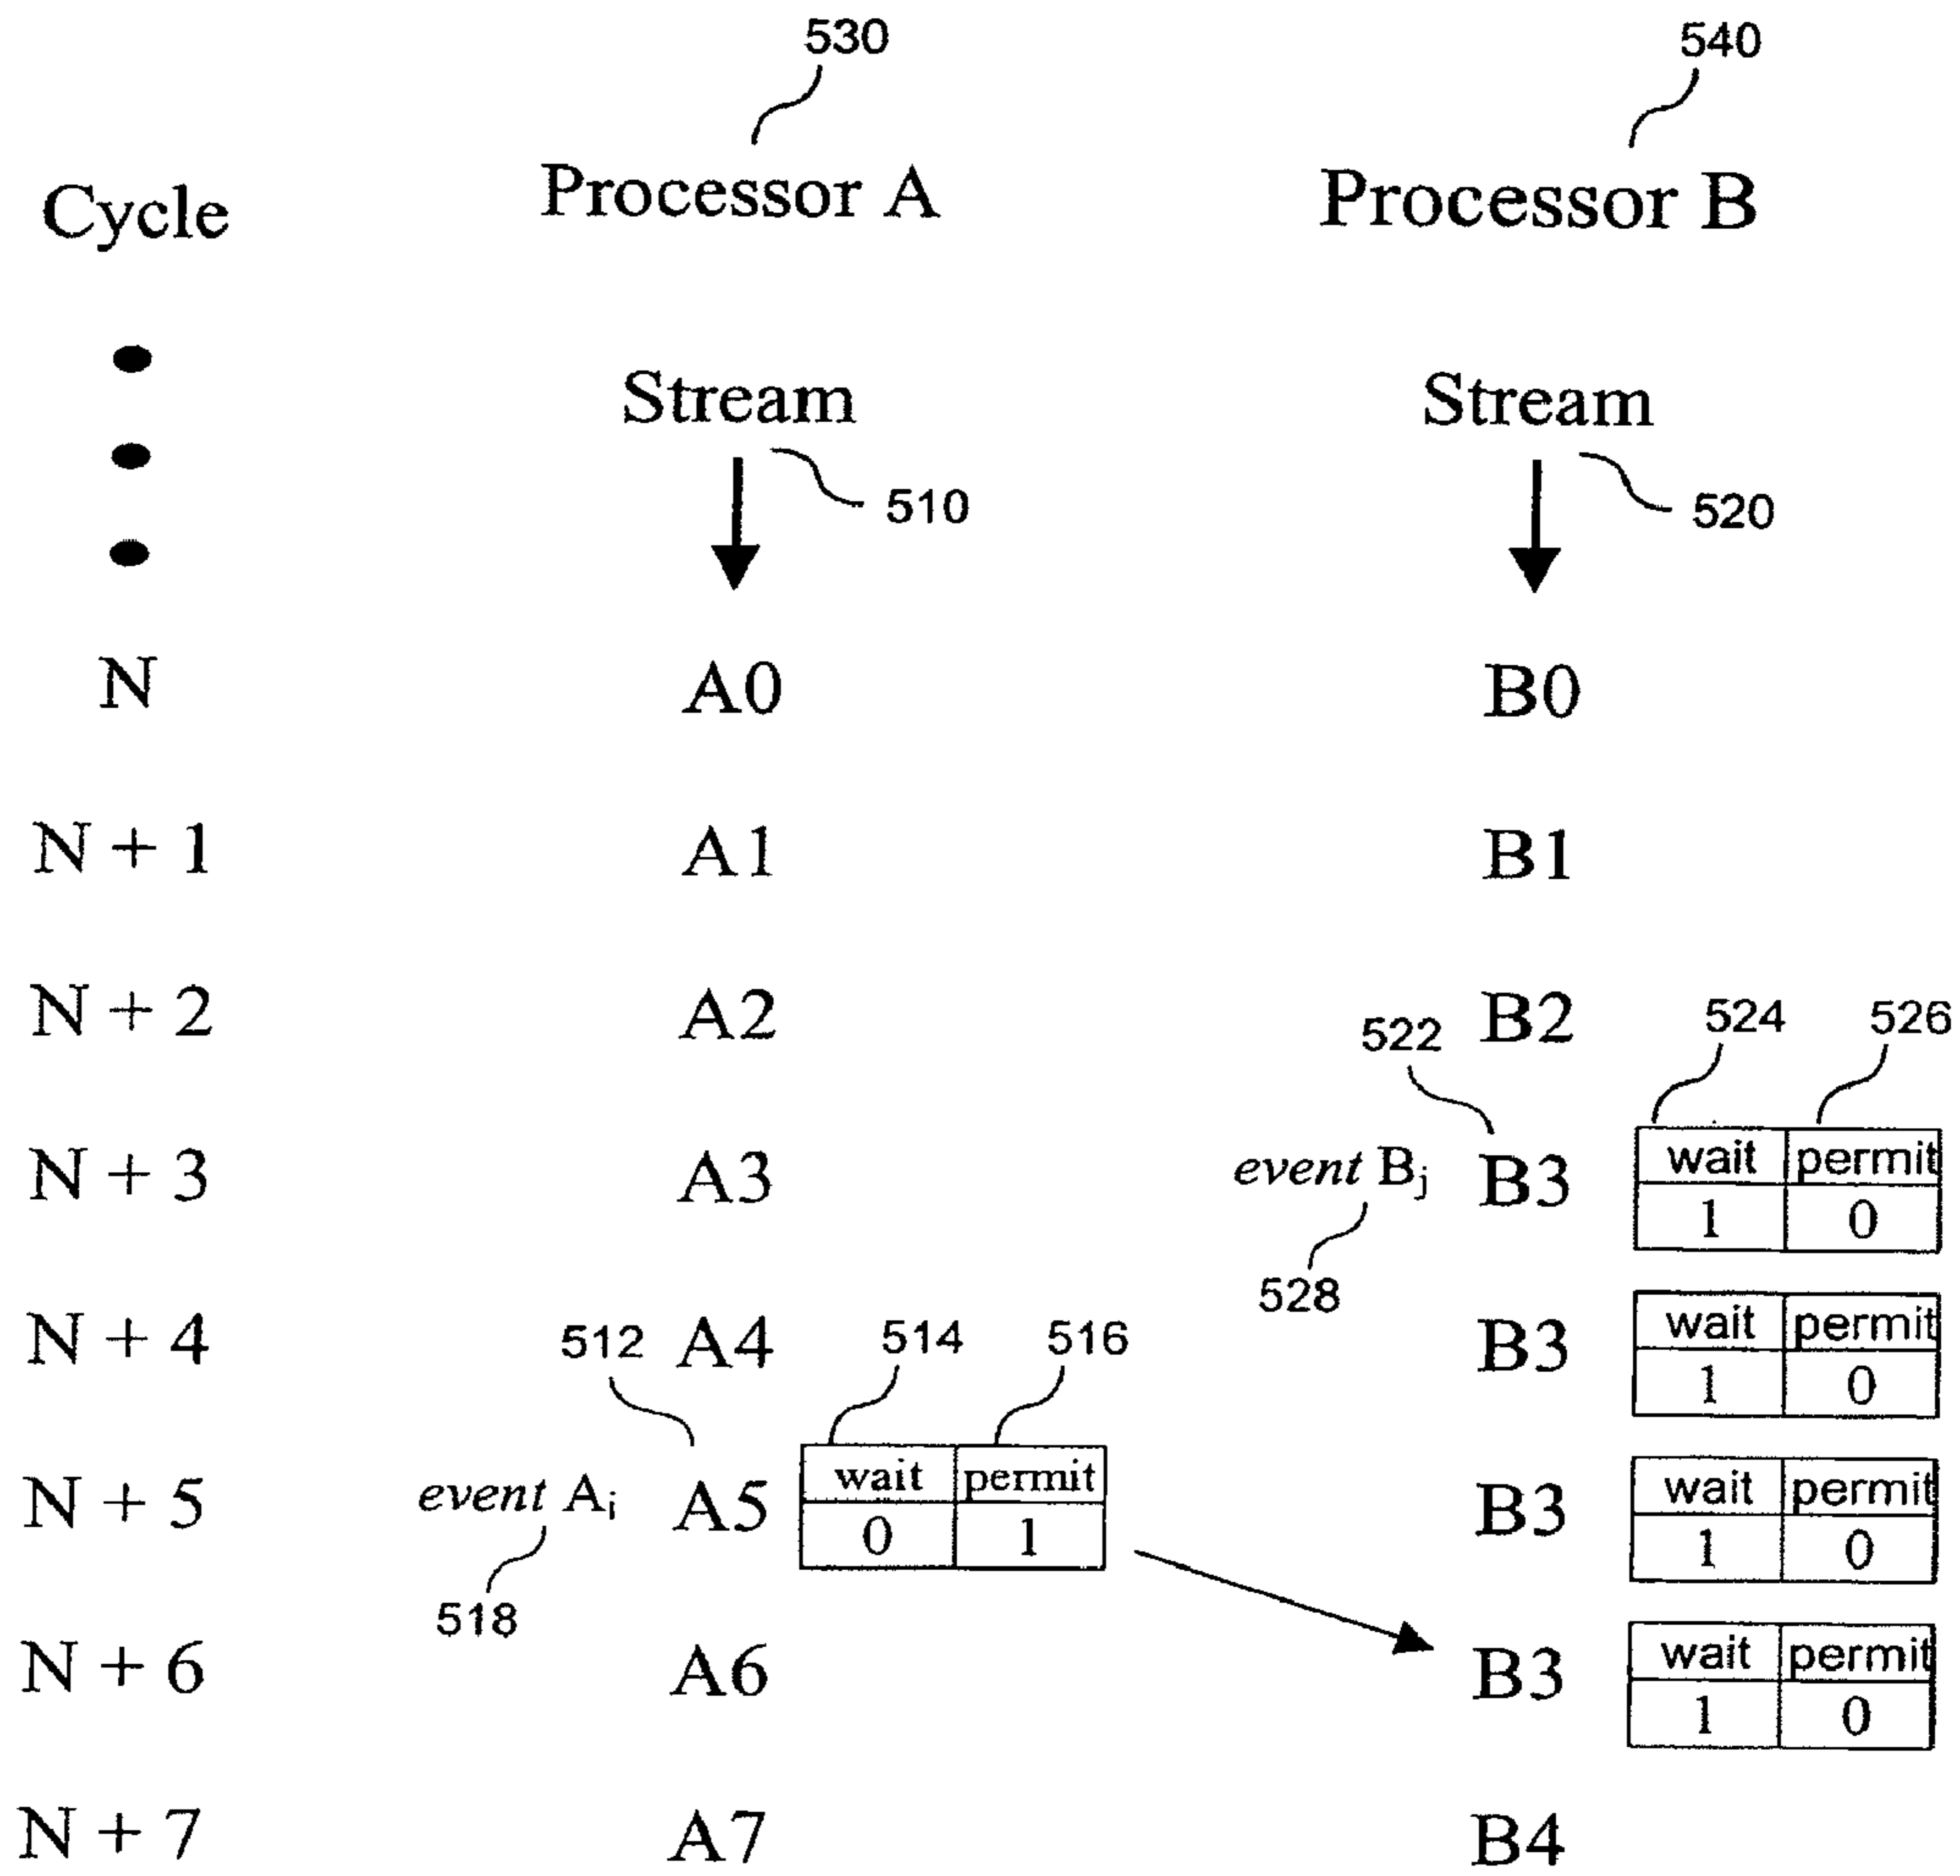 530 540
Cycle Processor A Processor B
Stream Stream
510 520
N A0 B0
N + 1 A1 B1
N + 2 A2 522 B2 524 526
N + 3 A3 event Bj B3 wait permit
1 0
528
N + 4 512 A4 514 516 B3 wait permit
1 0
N + 5 event Ai A5 wait permit B3 wait permit
0 1 1 0
518
N + 6 A6 B3 wait permit
1 0
N + 7 A7 B4